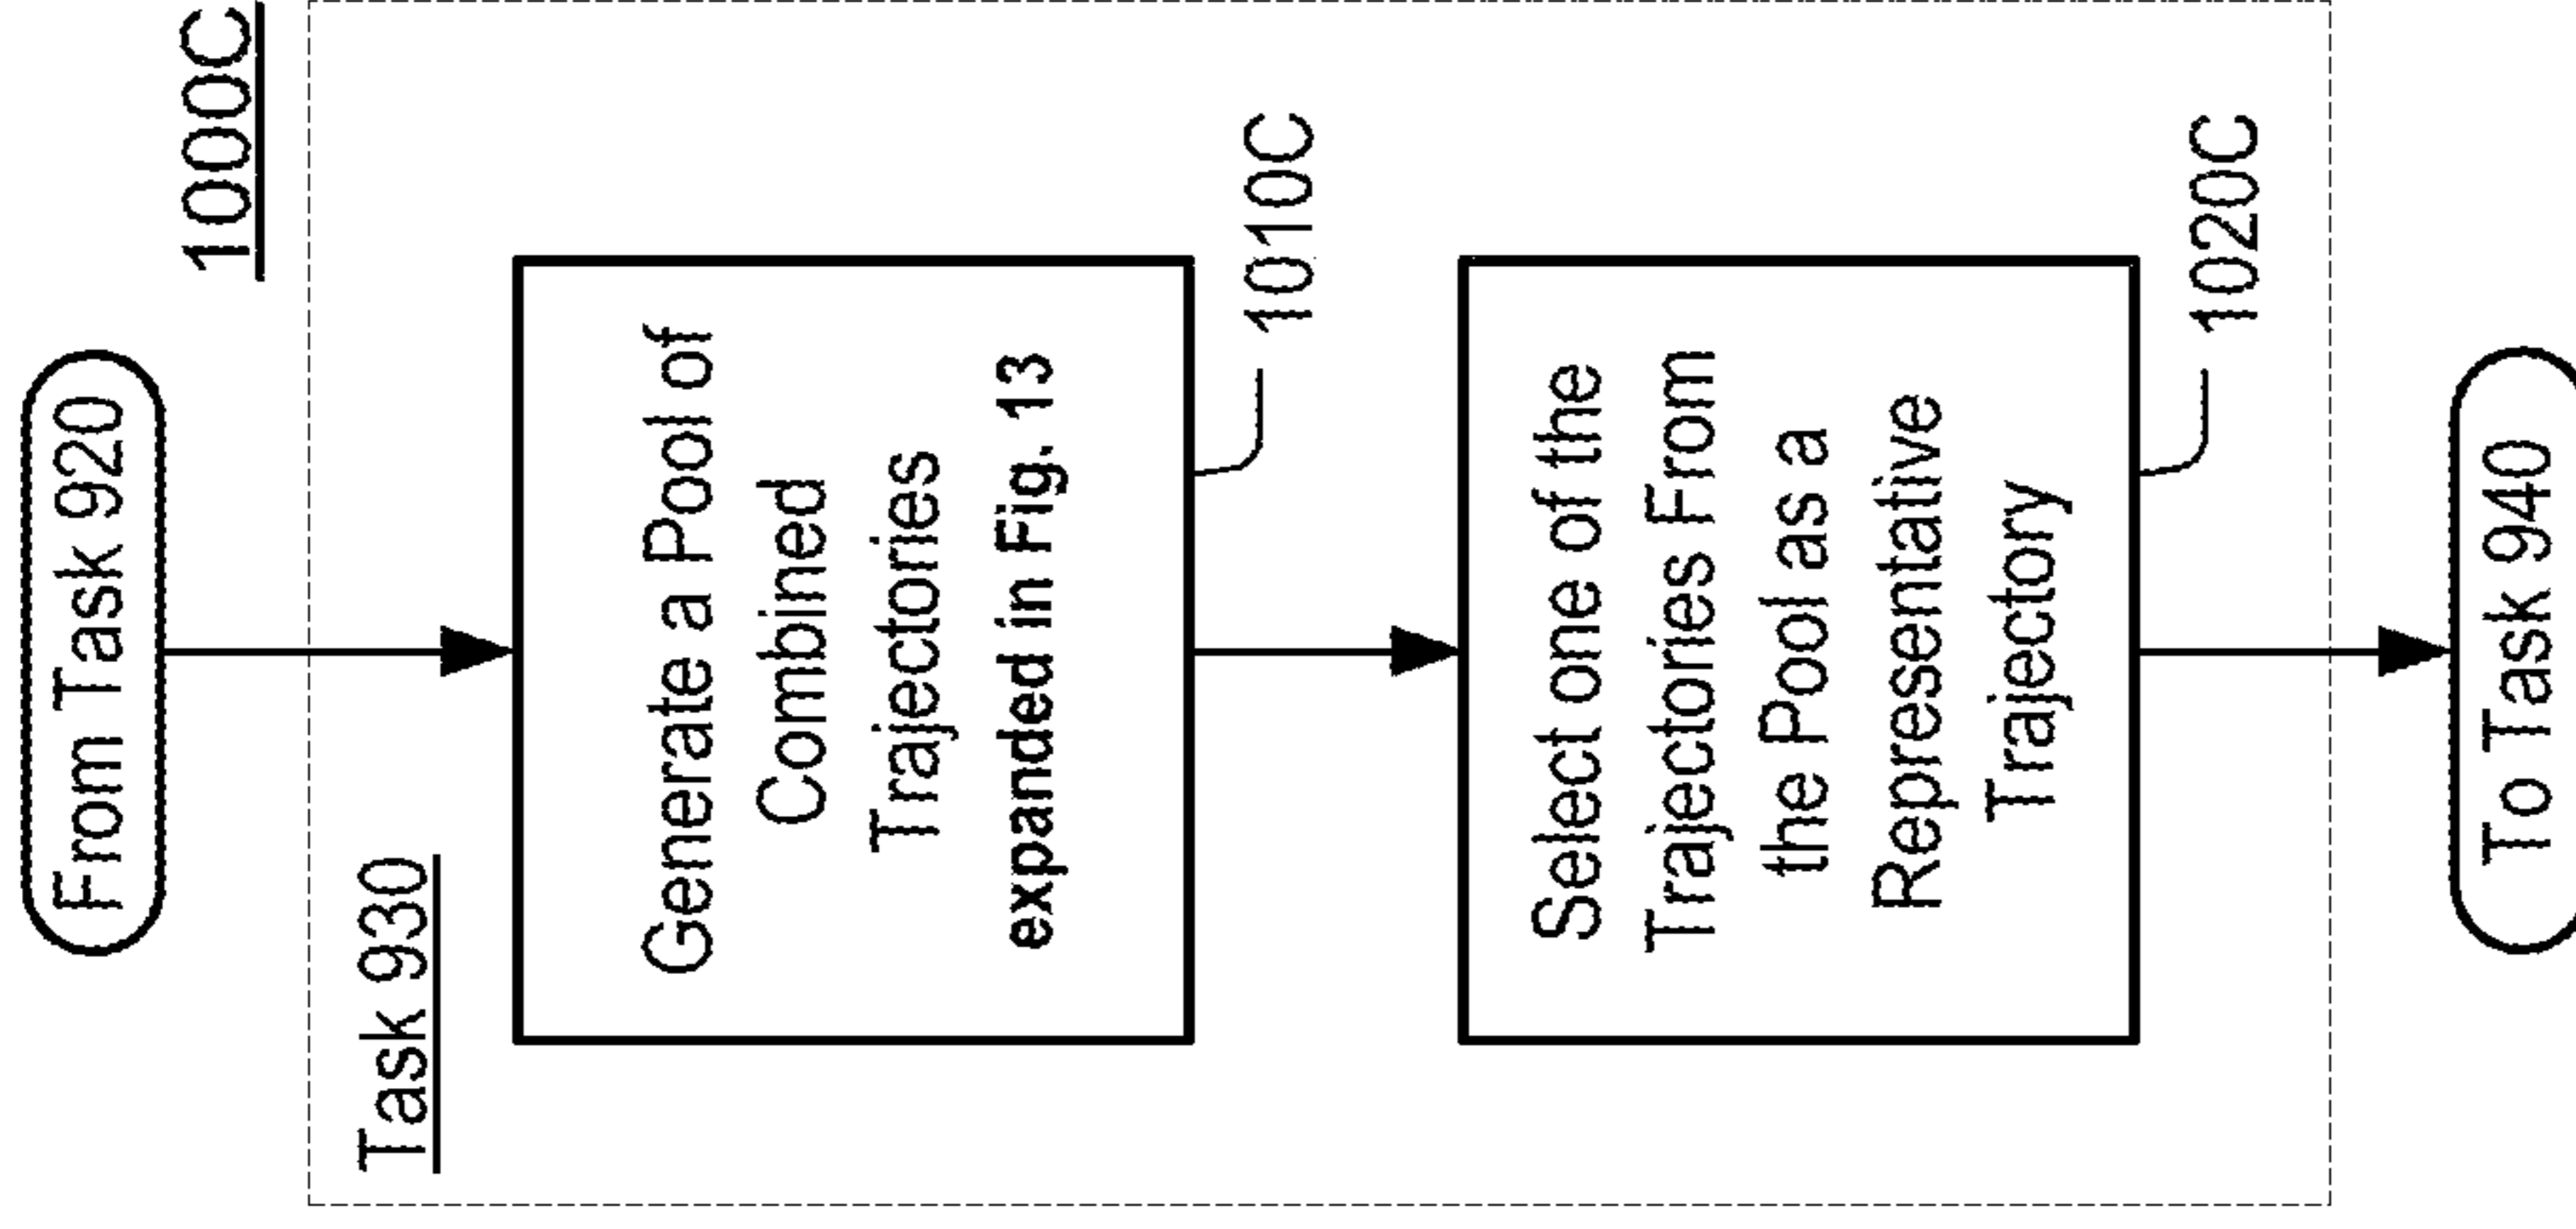 1000C
From Task 920
Task 930
Generate a Pool of
Combined
Trajectories
expanded in Fig. 13
1010C
Select one of the
Trajectories From
the Pool as a
Representative
Trajectory
1020C
To Task 940